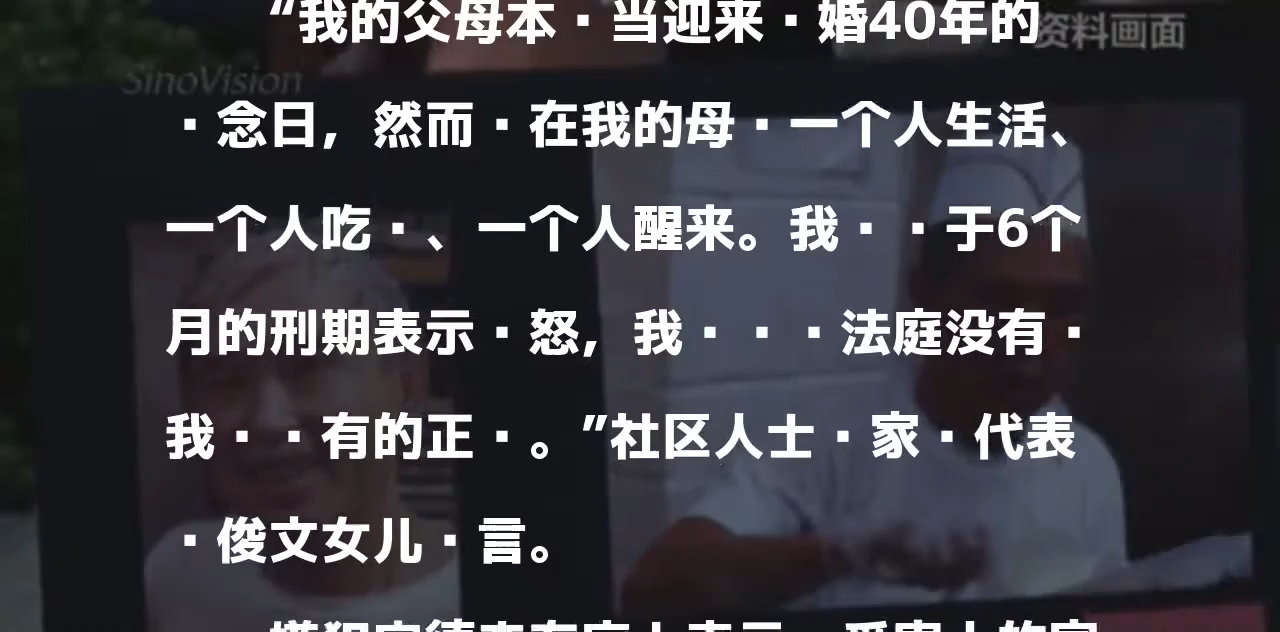 “我的父母本·当迎来·婚40年的
资料画面
SinoVision
·念日，然而·在我的母·一个人生活、
一个人吃·、一个人醒来。我··于6个
月的刑期表示·怒，我···法庭没有·
我··有的正·。”社区人士·家·代表
·俊文女儿·言。